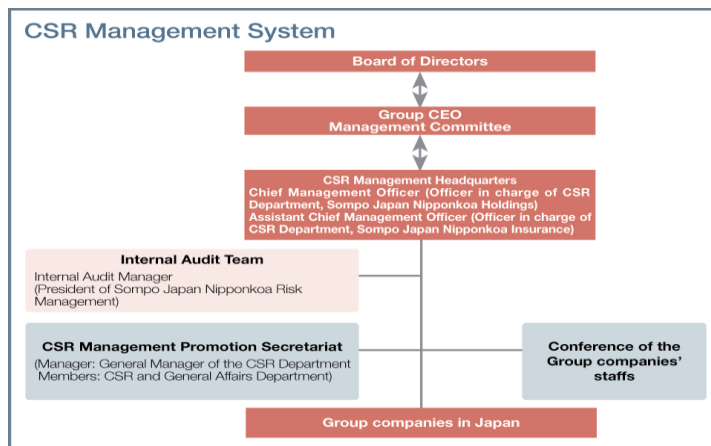 CSR Management System
Board of Directors
Group CEO
Management Committee
CSR Management Headquarters
Chief Management Officer (Officer in charge of CSR
Department, Sompo Japan Nipponkoa Holdings)
Assistant Chief Management Officer (Officer in charge of
CSR Department, Sompo Japan Nipponkoa Insurance)
Internal Audit Team
Internal Audit Manager
(President of Sompo Japan Nipponkoa Risk
Management)
CSR Management Promotion Secretariat
(Manager: General Manager of the CSR Department
Members: CSR and General Affairs Department)
Conference of the
Group companies’
staffs
Group companies in Japan